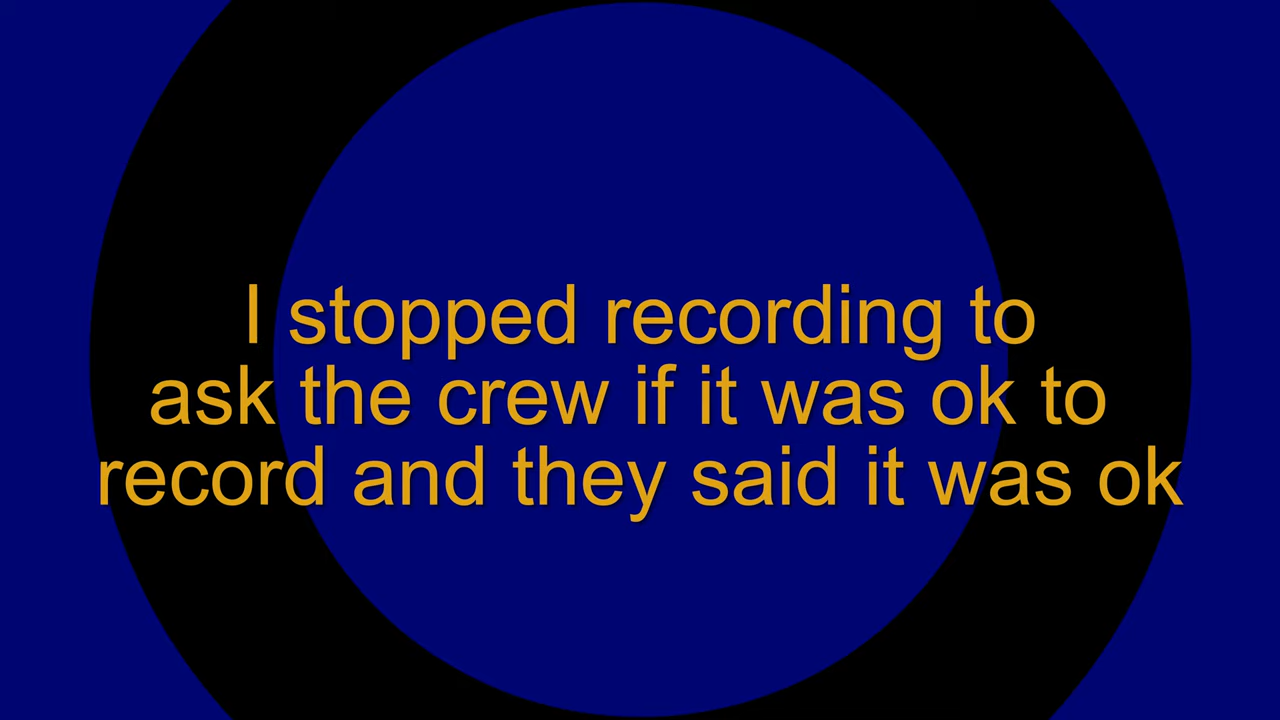 I stopped recording to
ask the crew if it was ok to
record and they said it was ok